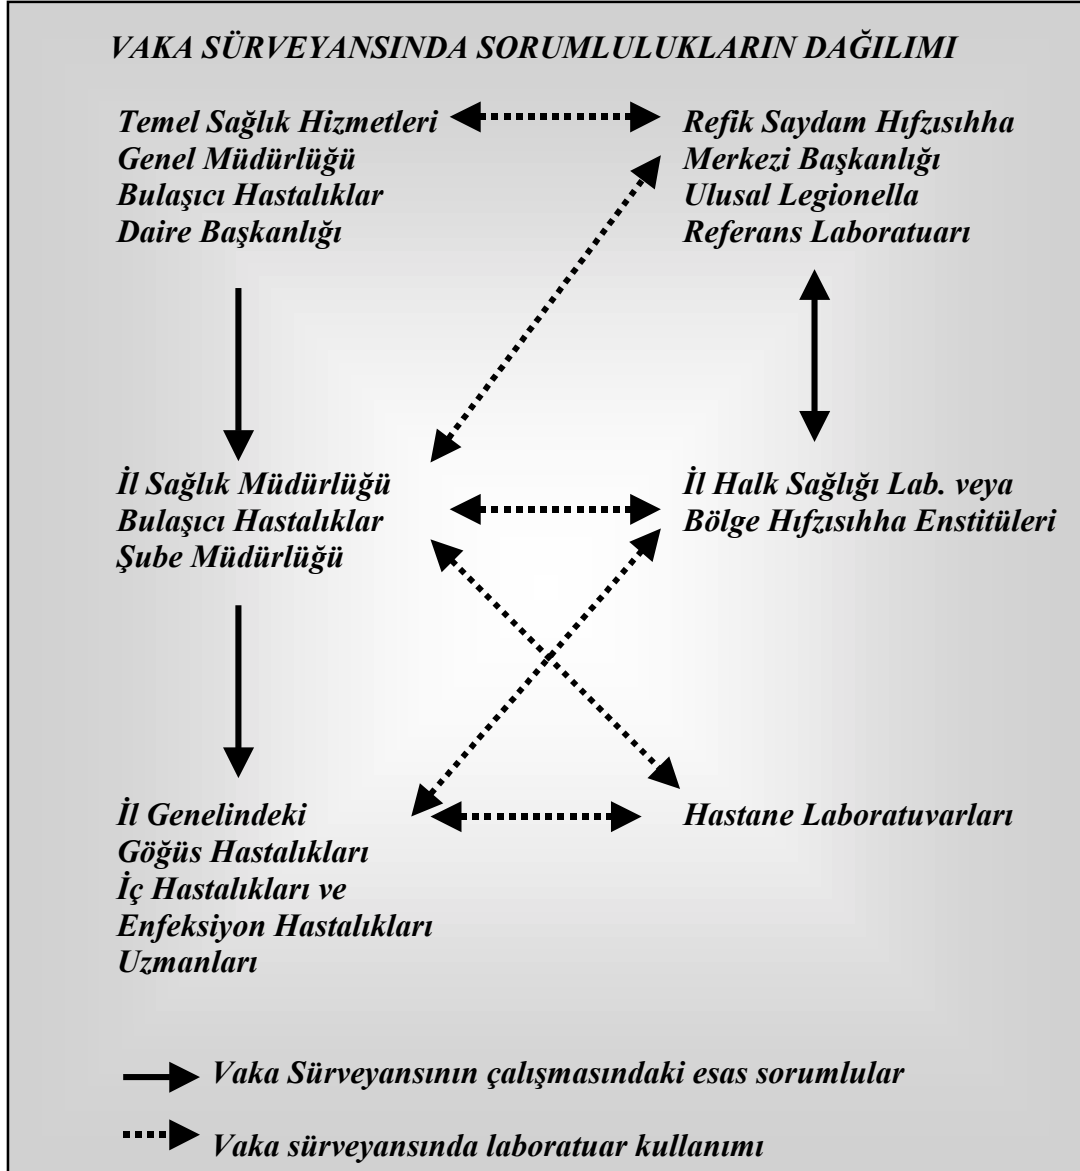 VAKA SÜRVEYANSINDA SORUMLULUKLARIN DAĞILIMI
Temel Sağlık Hizmetleri
Genel Müdürlüğü
Bulaşıcı Hastalıklar
Daire Başkanlığı
Refik Saydam Hıfzısıhha
Merkezi Başkanlığı
Ulusal Legionella
Referans Laboratuarı
İl Sağlık Müdürlüğü
Bulaşıcı Hastalıklar
Şube Müdürlüğü
İl Halk Sağlığı Lab. veya
Bölge Hıfzısıhha Enstitüleri
İl Genelindeki
Göğüs Hastalıkları
İç Hastalıkları ve
Enfeksiyon Hastalıkları
Uzmanları
Hastane Laboratuvarları
Vaka Sürveyansının çalışmasındaki esas sorumlular
Vaka sürveyansında laboratuar kullanımı